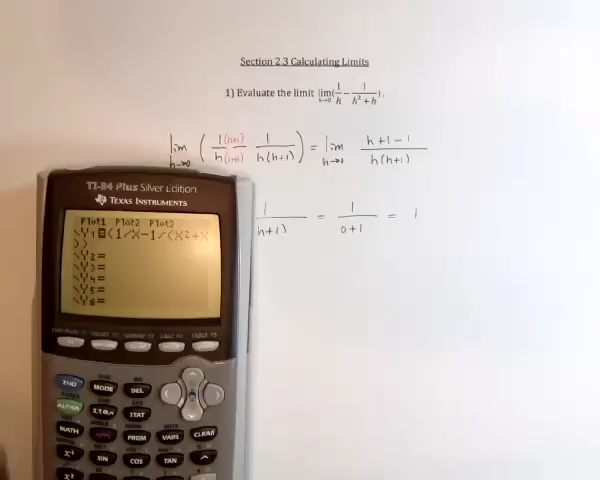 Section 2.3 Calculating Limits
1) Evaluate the limit lim h→0 (1/h − 1/(h²+h)).
lim h→0 ( 1(h+1)/h(h+1) − 1/h(h+1) ) = lim h→0 h+1−1/h(h+1)
1/h+1) = 1/0+1 = 1
TI-84 Plus Silver Edition
TEXAS INSTRUMENTS
Plot1 Plot2 Plot3
\Y1=(1/X-1/(X²+X
))
\Y2=
\Y3=
\Y4=
\Y5=
\Y6=
2ND MODE DEL
ALPHA X,T,θ,n STAT
MATH PRGM VARS CLEAR
X⁻¹ SIN COS TAN ^
X²